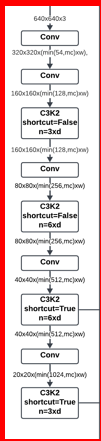 640x640x3
Conv
320x320x(min(54,mc)xw),
Conv
160x160x(min(128,mc)xw)
C3K2
shortcut=False
n=3xd
160x160x(min(128,mc)xw)
Conv
80x80x(min(256,mc)xw)
C3K2
shortcut=False
n=6xd
80x80x(min(256,mc)xw)
Conv
40x40x(min(512,mc)xw)
C3K2
shortcut=True
n=6xd
40x40x(min(512,mc)xw)
Conv
20x20x(min(1024,mc)xw)
C3K2
shortcut=True
n=3xd